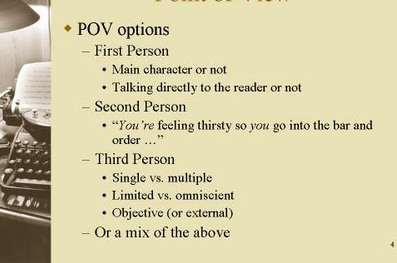 POV options
– First Person
• Main character or not
• Talking directly to the reader or not
– Second Person
• “You’re feeling thirsty so you go into the bar and
order …”
– Third Person
• Single vs. multiple
• Limited vs. omniscient
• Objective (or external)
– Or a mix of the above
4